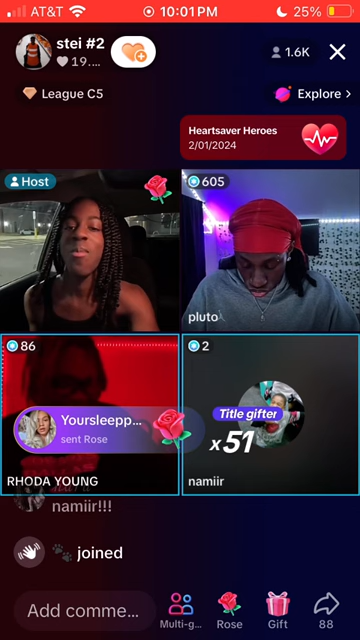 AT&T
10:01PM
25%
stei #2
19....
1.6K
League C5
Explore >
Heartsaver Heroes
2/01/2024
Host
605
pluto
86
2
Yoursleepp...
sent Rose
Title gifter
x51
RHODA YOUNG
namiir
namiir!!!
joined
Add comme...
Multi-g...
Rose
Gift
88